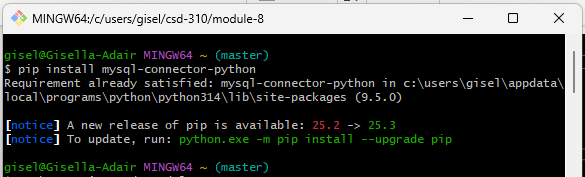 MINGW64:/c/users/gisel/csd-310/module-8
gisel@Gisella-Adair MINGW64 ~ (master)
$ pip install mysql-connector-python
Requirement already satisfied: mysql-connector-python in c:\users\gisel\appdata\
local\programs\python\python314\lib\site-packages (9.5.0)
[notice] A new release of pip is available: 25.2 -> 25.3
[notice] To update, run: python.exe -m pip install --upgrade pip
gisel@Gisella-Adair MINGW64 ~ (master)